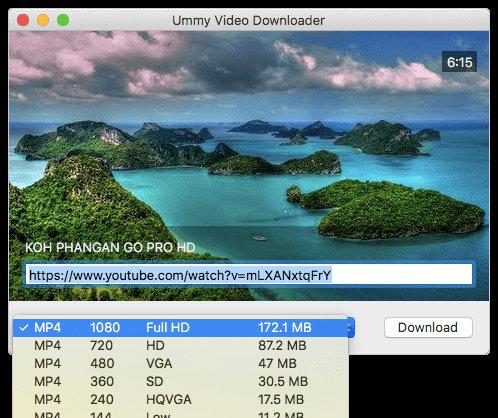 Ummy Video Downloader
6:15
KOH PHANGAN GO PRO HD
https://www.youtube.com/watch?v=mLXANxtqFrY
✓ MP4 1080 Full HD 172.1 MB
Download
MP4 720 HD 87.2 MB
MP4 480 VGA 47 MB
MP4 360 SD 30.5 MB
MP4 240 HQVGA 17.5 MB
MP4 144 Low 11.2 MB